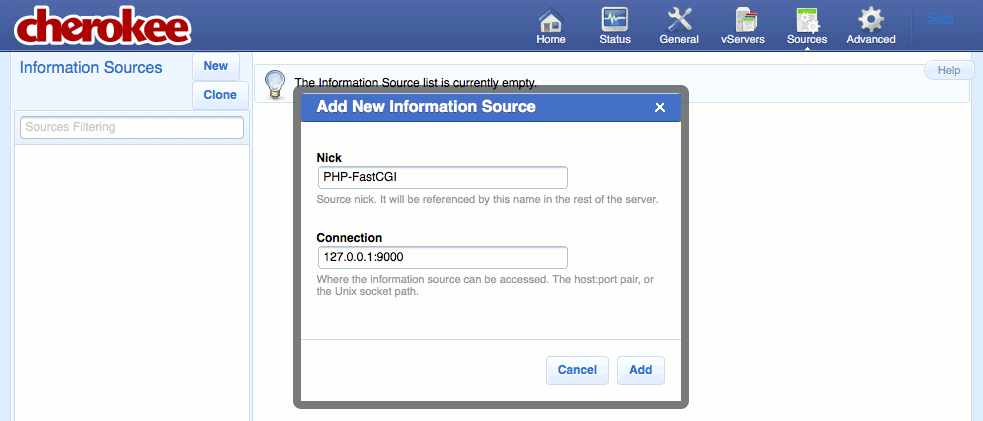 cherokee
Home Status General vServers Sources Advanced Save
Information Sources New
Clone
Sources Filtering
The Information Source list is currently empty.
Help
Add New Information Source ×
Nick
PHP-FastCGI
Source nick. It will be referenced by this name in the rest of the server.
Connection
127.0.0.1:9000
Where the information source can be accessed. The host:port pair, or
the Unix socket path.
Cancel Add